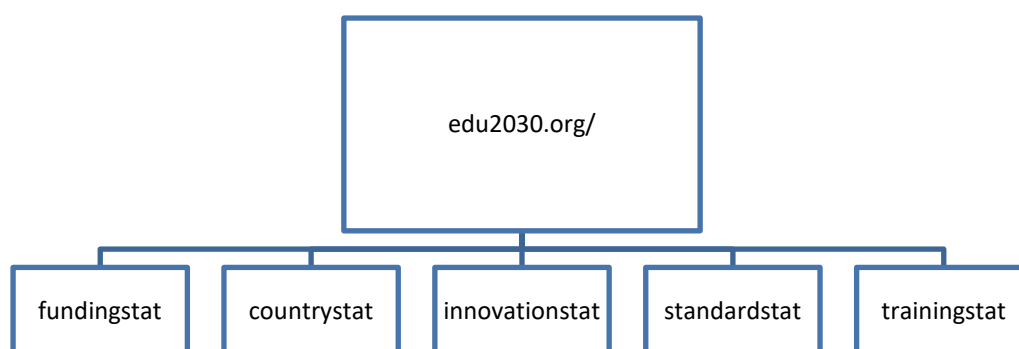 edu2030.org/
fundingstat
countrystat
innovationstat
standardstat
trainingstat